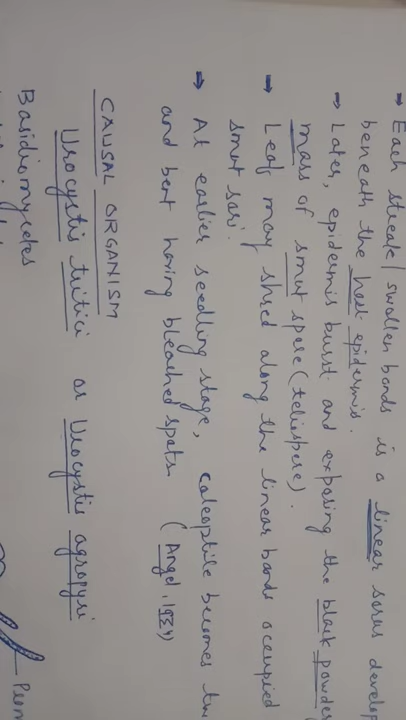 → Each streak/swollen bands is a linear sorus develop
beneath the host epidermis.
→ Later, epidermis burst and exposing the black powder
mass of smut spore (teliospore).
→ Leaf may shred along the linear bands occupied
smut sori.
→ At earlier seedling stage, coleoptile becomes
and bent having bleached spots (Angel, 1934)
CAUSAL ORGANISM
Urocystis tritici or Urocystis agropyri
Basidiomycetes